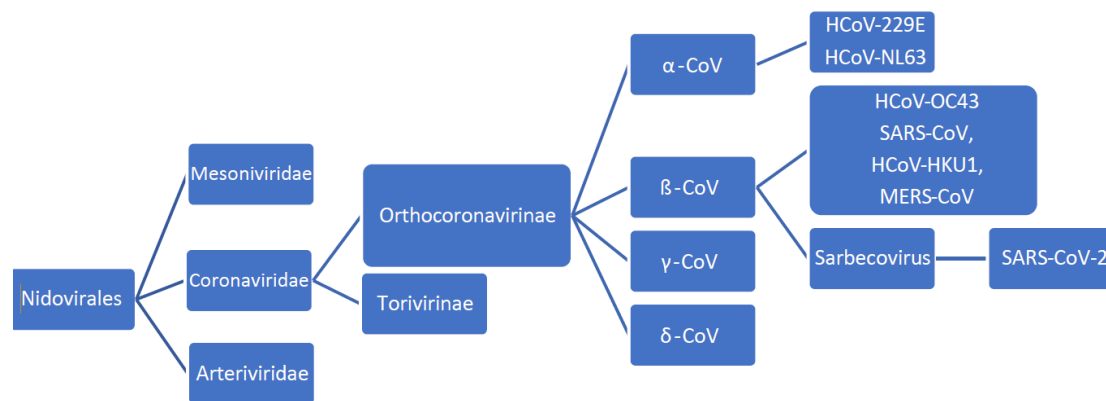 Nidovirales
Mesoniviridae
Coronaviridae
Arteriviridae
Orthocoronavirinae
Torivirinae
α-CoV
ß-CoV
γ-CoV
δ-CoV
HCoV-229E
HCoV-NL63
HCoV-OC43
SARS-CoV,
HCoV-HKU1,
MERS-CoV
Sarbecovirus
SARS-CoV-2